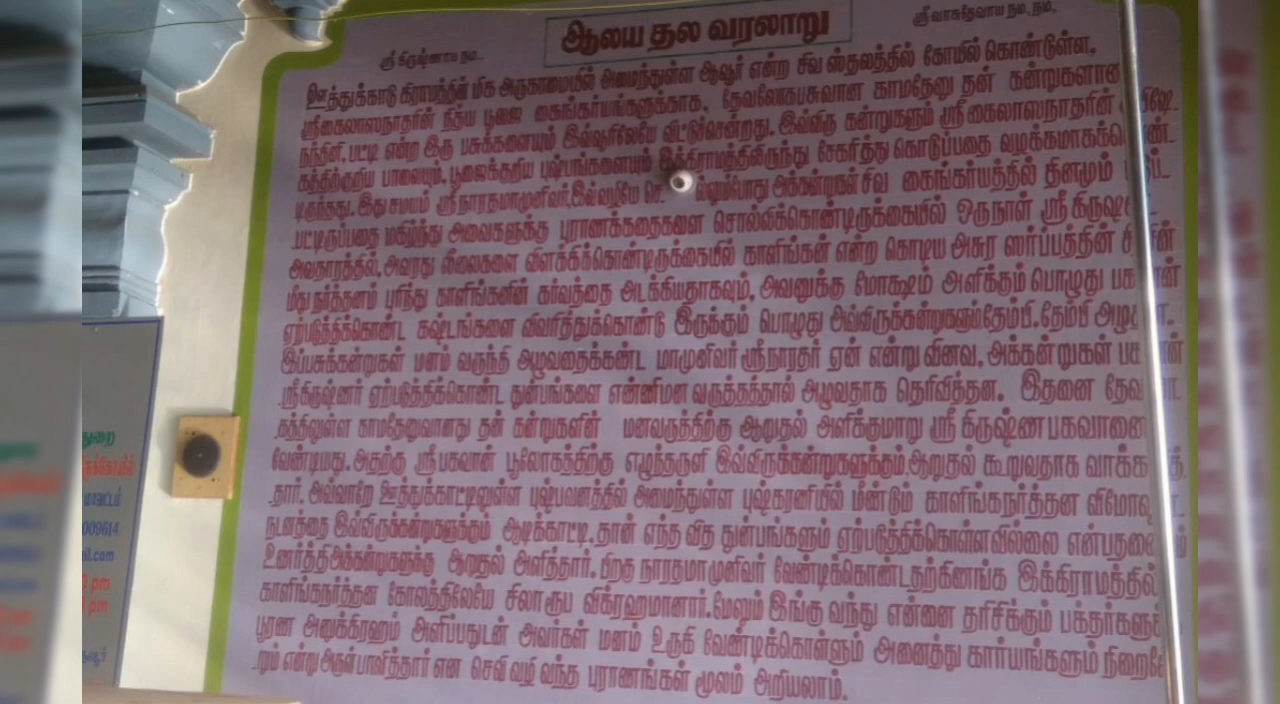 ஆலய தல வரலாறு
ஸ்ரீ கிருஷ்ணாய நம..
ஸ்ரீ வாசுதேவாய நம, நம..
ஊத்துக்காடு கிராமத்தின் மிக அருகாமையில் அமைந்துள்ள ஆவூர் என்ற சிவ ஸ்தலத்தில் கோயில் கொண்டுள்ள.
ஸ்ரீகைலாஸநாதரின் நித்ய பூஜை கைங்கர்யங்களுக்காக, தேவலோகபசுவான காமதேனு தன் கன்றுகளான
நந்தினி, பட்டி என்ற இரு பசுக்களையும் இவ்வூரிலேயே விட்டுச்சென்றது. இவ்விரு கன்றுகளும் ஸ்ரீகைலாஸநாதரின்
கத்திற்குரிய பாலையும், பூஜைக்குரிய புஷ்பங்களையும் இக்கிராமத்திலிருந்து சேகரித்து கொடுப்பதை வழக்கமாகக்
டிருந்தது. இது சமயம் ஸ்ரீநாரதமாமுனிவர் இவ்வழியே அக்கன்றுகள் சிவ கைங்கர்யத்தில் தினமும்
பட்டிருப்பதை மகிழ்ந்து அவைகளுக்கு புராணக்கதைகளை சொல்லிக்கொண்டிருக்கையில் ஒருநாள் ஸ்ரீ கிருஷ்ண
அவதாரத்தில், அவரது லீலைகளை விளக்கிக்கொண்டிருக்கையில் காளிங்கன் என்ற கொடிய அசுர ஸர்ப்பத்தின்
மீது நர்த்தனம் புரிந்து காளிங்கனின் கர்வத்தை அடக்கியதாகவும், அவனுக்கு மோக்ஷம் அளிக்கும் பொழுது
ஏற்படுத்திக்கொண்ட கஷ்டங்களை விவரித்துக்கொண்டு இருக்கும் பொழுது அவ்விருக்கன்றுகளும்தேம்பி, தேம்பி
இப்பசுக்கன்றுகள் மனம் வருந்தி அழுவதைக்கண்ட மாமுனிவர் ஸ்ரீநாரதர் ஏன் என்று வினவ, அக்கன்றுகள்
ஸ்ரீகிருஷ்ணர் ஏற்படுத்திக்கொண்ட துன்பங்களை எண்ணிமன வருத்தத்தால் அழுவதாக தெரிவித்தன. இதனை
கத்திலுள்ள காமதேனுவானது தன் கன்றுகளின் மனவருத்திற்கு ஆறுதல் அளிக்குமாறு ஸ்ரீ கிருஷ்ண பகவானை
வேண்டியது. அதற்கு ஸ்ரீ பகவான் பூலோகத்திற்கு எழுந்தருளி இவ்விருக்கன்றுகளுக்கும் ஆறுதல் கூறுவதாக
தார். அவ்வாறே ஊத்துக்காட்டிலுள்ள புஷ்பவனத்தில் அமைந்துள்ள புஷ்கரணியில் மீண்டும் காளிங்கநர்த்தன
நடனத்தை இவ்விருக்கன்றுகளுக்கும் ஆடிக்காட்டி, தான் எந்த வித துன்பங்களும் ஏற்படுத்திக்கொள்ளவில்லை
உணர்த்திஅக்கன்றுகளுக்கு ஆறுதல் அளித்தார். பிறகு நாரதமாமுனிவர் வேண்டிக்கொண்டதற்கிணங்க இக்கிராமத்தில்
காளிங்கநர்த்தன கோலத்திலேயே சிலாரூப விக்ரஹமானார். மேலும் இங்கு வந்து என்னை தரிசிக்கும்
பூரண அனுக்கிரஹம் அளிப்பதுடன் அவர்கள் மனம் உருகி வேண்டிக்கொள்ளும் அனைத்து கார்யங்களும்
என்று அருள் பாவித்தார் என செவி வழி வந்த புராணங்கள் மூலம் அறியலாம்.
துறை
மாவட்டம்
009614
il.com
pm
pm